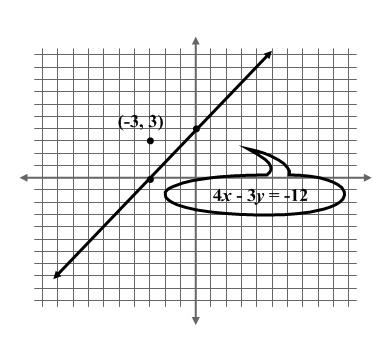 (-3, 3)
4x - 3y = -12